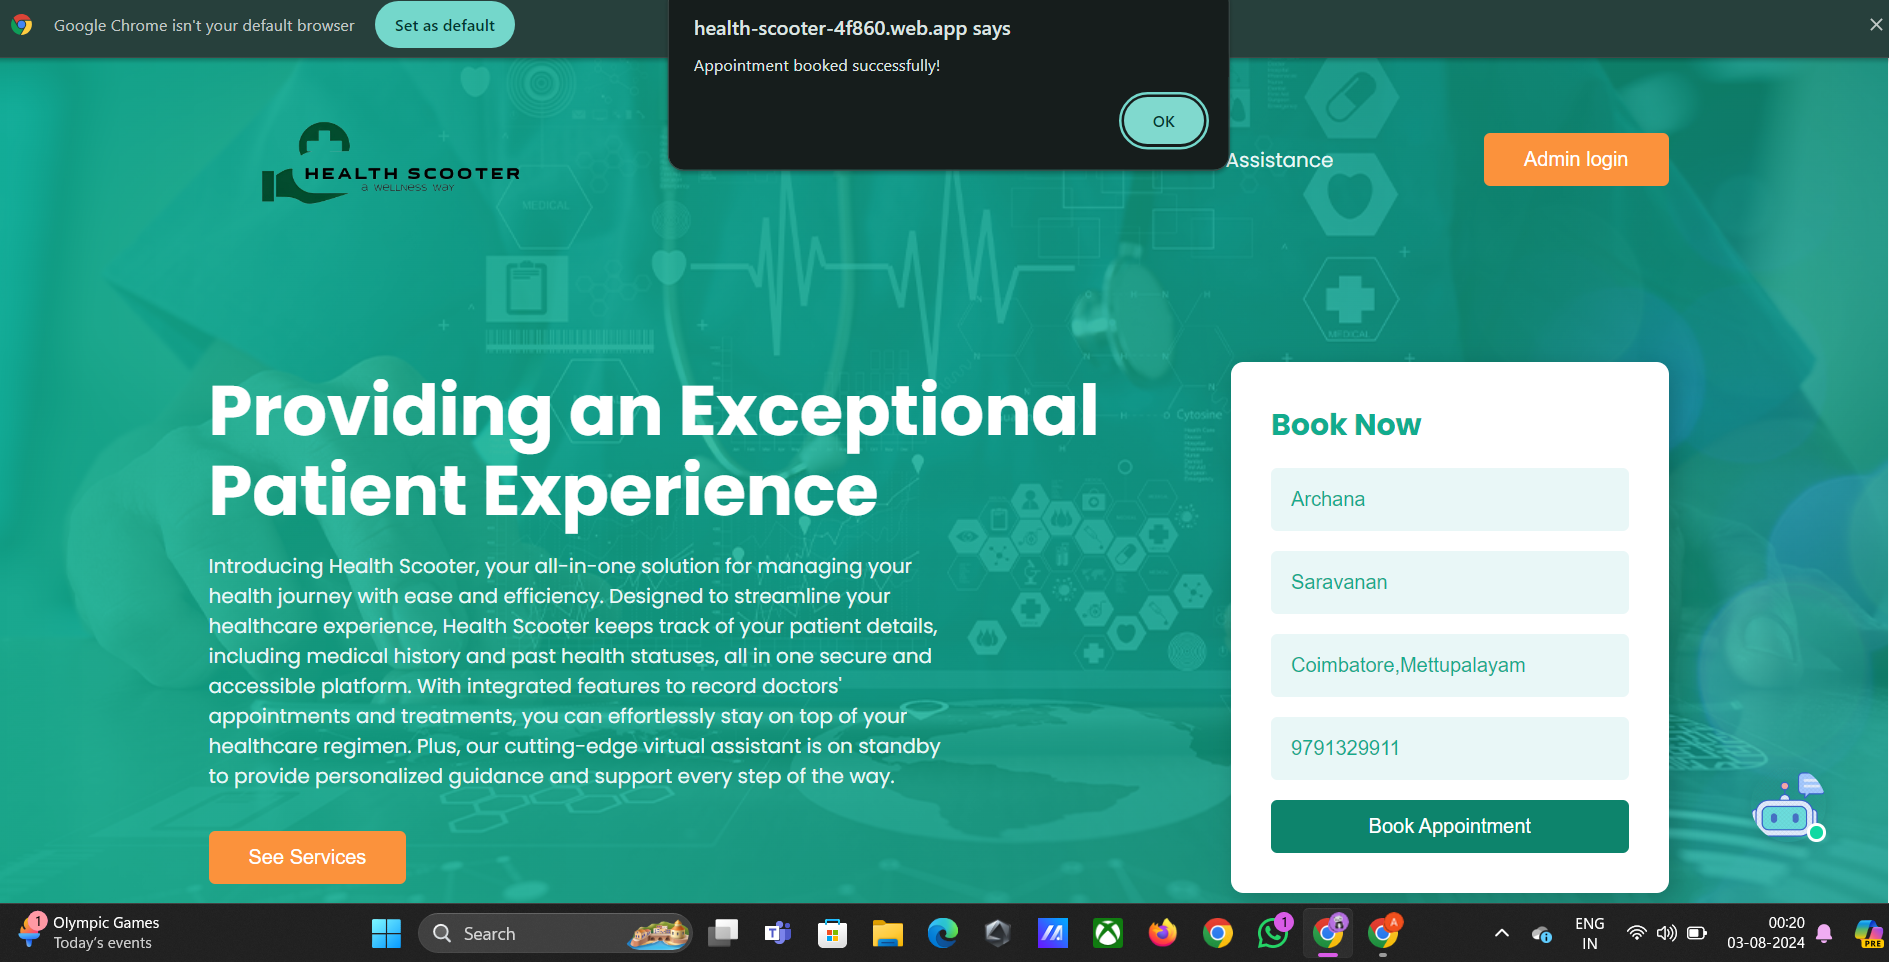 Google Chrome isn't your default browser
Set as default
health-scooter-4f860.web.app says
Appointment booked successfully!
OK
HEALTH SCOOTER
a wellness way
Assistance
Admin login
MEDICAL
MEDICAL
Cytosine
Providing an Exceptional
Patient Experience
Introducing Health Scooter, your all-in-one solution for managing your
health journey with ease and efficiency. Designed to streamline your
healthcare experience, Health Scooter keeps track of your patient details,
including medical history and past health statuses, all in one secure and
accessible platform. With integrated features to record doctors'
appointments and treatments, you can effortlessly stay on top of your
healthcare regimen. Plus, our cutting-edge virtual assistant is on standby
to provide personalized guidance and support every step of the way.
See Services
Book Now
Archana
Saravanan
Coimbatore,Mettupalayam
9791329911
Book Appointment
1
Olympic Games
Today's events
Search
1
A
PRE
ENG
IN
00:20
03-08-2024